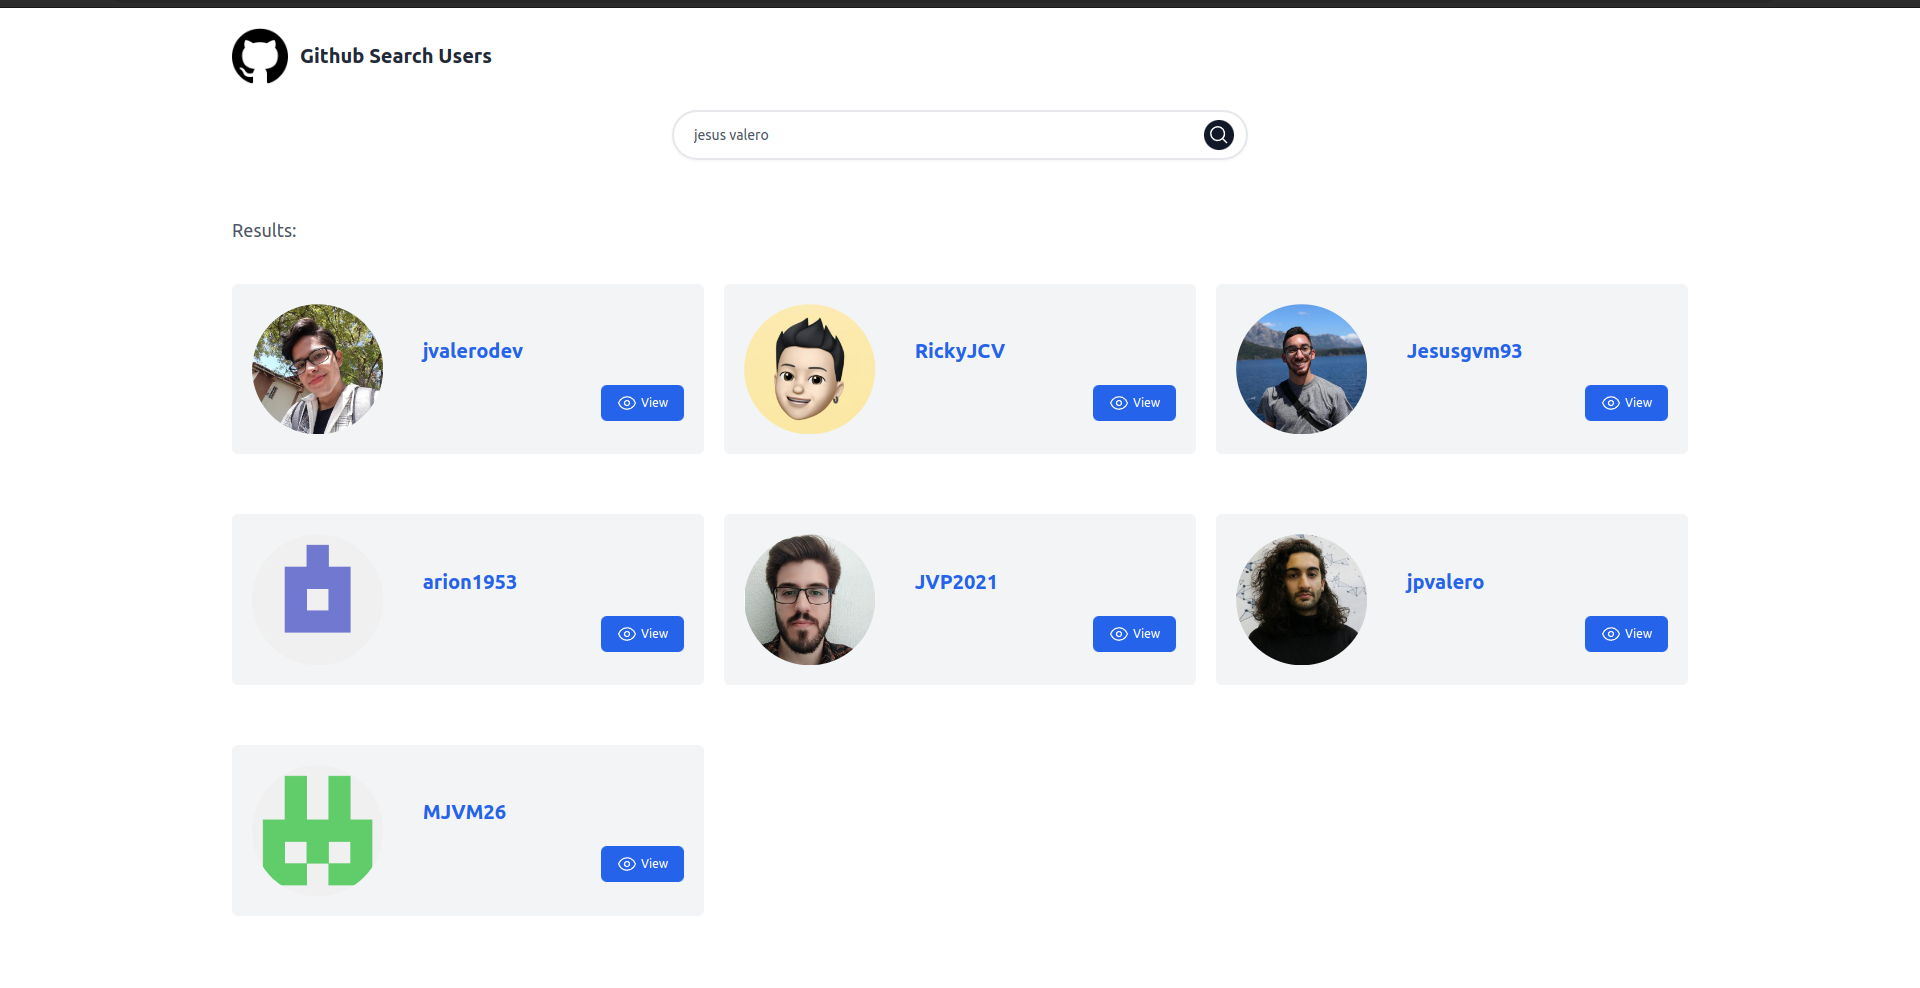 Github Search Users
jesus valero
Results:
jvalerodev
View
RickyJCV
View
Jesusgvm93
View
arion1953
View
JVP2021
View
jpvalero
View
MJVM26
View